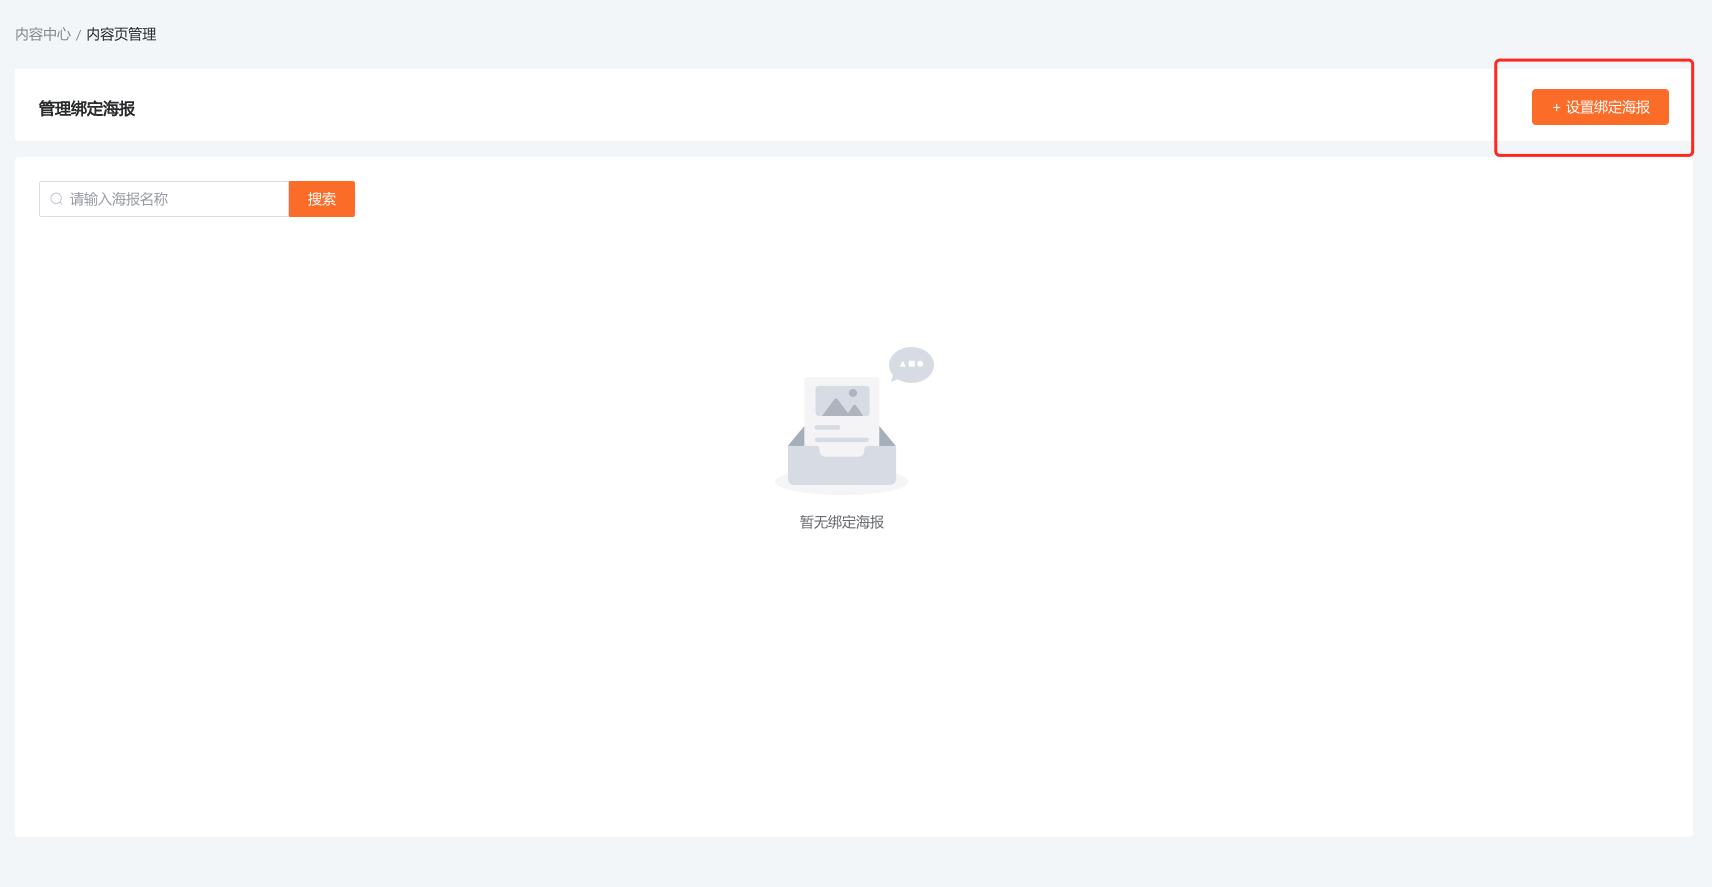 内容中心 / 内容页管理
管理绑定海报
+ 设置绑定海报
请输入海报名称
搜索
暂无绑定海报